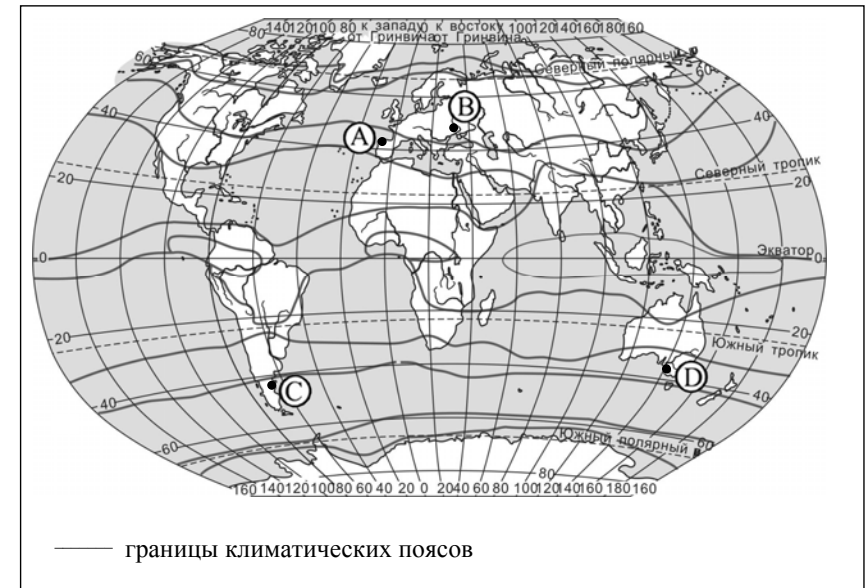 80 140 120 100 80 к западу 0 к востоку 100 120 140 160 180 160
от Гринвича от Гринвича
Северный полярный
60
60
B
40
40
A
Северный тропик
20
20
Экватор
0
0
20
20
Южный тропик
C
D
40
40
Южный полярный
60
60
80
160 140 120 100 80 60 40 20 0 20 40 60 80 100 120 140 160 180 160
границы климатических поясов